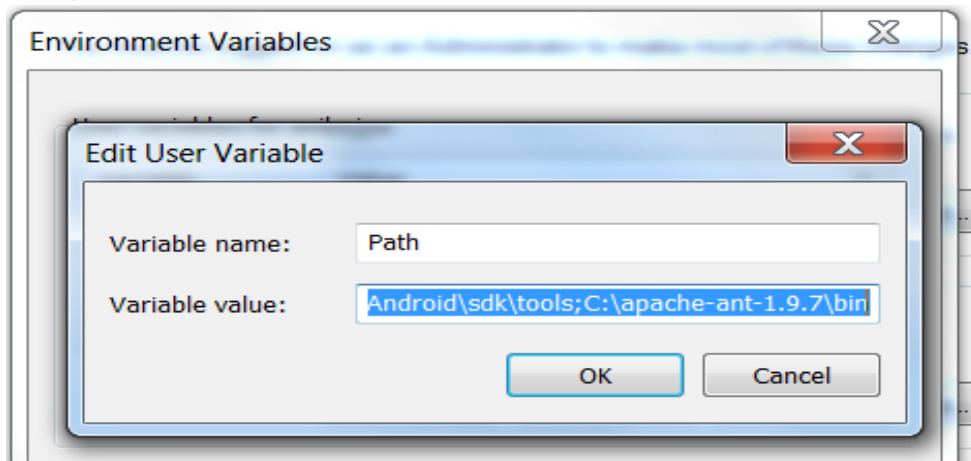 Environment Variables
Edit User Variable
Variable name:
Path
Variable value:
Android\sdk\tools;C:\apache-ant-1.9.7\bin
OK
Cancel